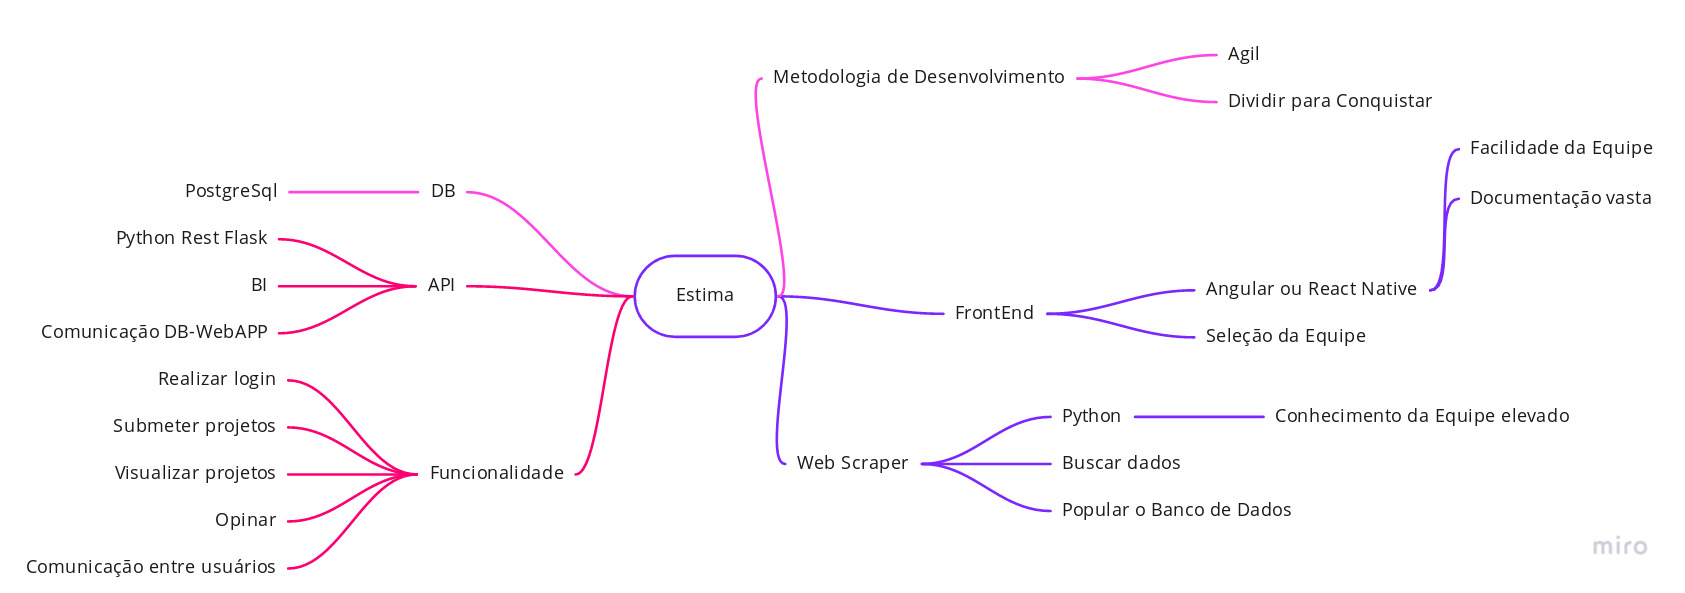 Estima
Metodologia de Desenvolvimento
Agil
Dividir para Conquistar
FrontEnd
Angular ou React Native
Facilidade da Equipe
Documentação vasta
Seleção da Equipe
Web Scraper
Python
Conhecimento da Equipe elevado
Buscar dados
Popular o Banco de Dados
DB
PostgreSql
API
Python Rest Flask
BI
Comunicação DB-WebAPP
Funcionalidade
Realizar login
Submeter projetos
Visualizar projetos
Opinar
Comunicação entre usuários
miro